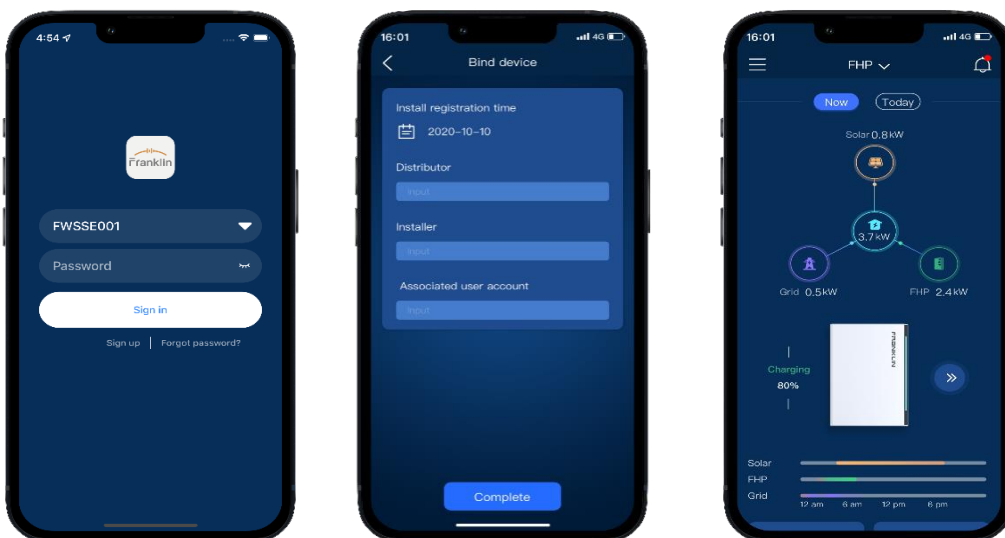 4:54
Franklin
FWSSE001
Password
Sign in
Sign up | Forgot password?
16:01
4G
Bind device
Install registration time
2020-10-10
Distributor
Input
Installer
Input
Associated user account
Input
Complete
16:01
4G
FHP
Now
Today
Solar 0.8 kW
3.7 kW
Grid 0.5 kW
FHP 2.4 kW
FRANKLIN
Charging
80%
Solar
FHP
Grid
12 am 6 am 12 pm 6 pm